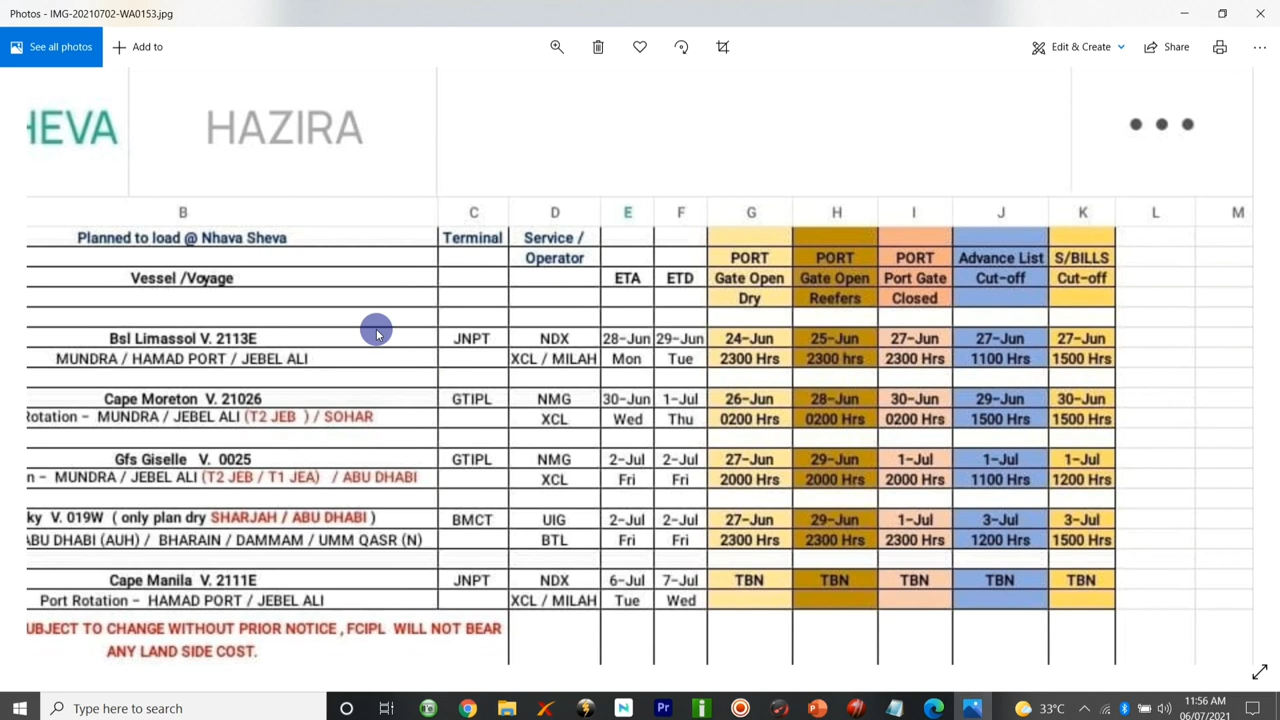 Photos - IMG-20210702-WA0153.jpg
See all photos Add to Edit & Create Share
HEVA HAZIRA
B C D E F G H I J K L M
Planned to load @ Nhava Sheva Terminal Service /
Operator PORT PORT PORT Advance List S/BILLS
Vessel /Voyage ETA ETD Gate Open Gate Open Port Gate Cut-off Cut-off
Dry Reefers Closed
Bsl Limassol V. 2113E JNPT NDX 28-Jun 29-Jun 24-Jun 25-Jun 27-Jun 27-Jun 27-Jun
MUNDRA / HAMAD PORT / JEBEL ALI XCL / MILAH Mon Tue 2300 Hrs 2300 hrs 2300 Hrs 1100 Hrs 1500 Hrs
Cape Moreton V. 21026 GTIPL NMG 30-Jun 1-Jul 26-Jun 28-Jun 30-Jun 29-Jun 30-Jun
Rotation - MUNDRA / JEBEL ALI (T2 JEB ) / SOHAR XCL Wed Thu 0200 Hrs 0200 Hrs 0200 Hrs 1500 Hrs 1500 Hrs
Gfs Giselle V. 0025 GTIPL NMG 2-Jul 2-Jul 27-Jun 29-Jun 1-Jul 1-Jul 1-Jul
n - MUNDRA / JEBEL ALI (T2 JEB / T1 JEA) / ABU DHABI XCL Fri Fri 2000 Hrs 2000 Hrs 2000 Hrs 1100 Hrs 1200 Hrs
ky V. 019W ( only plan dry SHARJAH / ABU DHABI ) BMCT UIG 2-Jul 2-Jul 27-Jun 29-Jun 1-Jul 3-Jul 3-Jul
ABU DHABI (AUH) / BHARAIN / DAMMAM / UMM QASR (N) BTL Fri Fri 2300 Hrs 2300 Hrs 2300 Hrs 1200 Hrs 1500 Hrs
Cape Manila V. 2111E JNPT NDX 6-Jul 7-Jul TBN TBN TBN TBN TBN
Port Rotation - HAMAD PORT / JEBEL ALI XCL / MILAH Tue Wed
UBJECT TO CHANGE WITHOUT PRIOR NOTICE , FCIPL WILL NOT BEAR
ANY LAND SIDE COST.
Type here to search 33°C 11:56 AM
06/07/2021